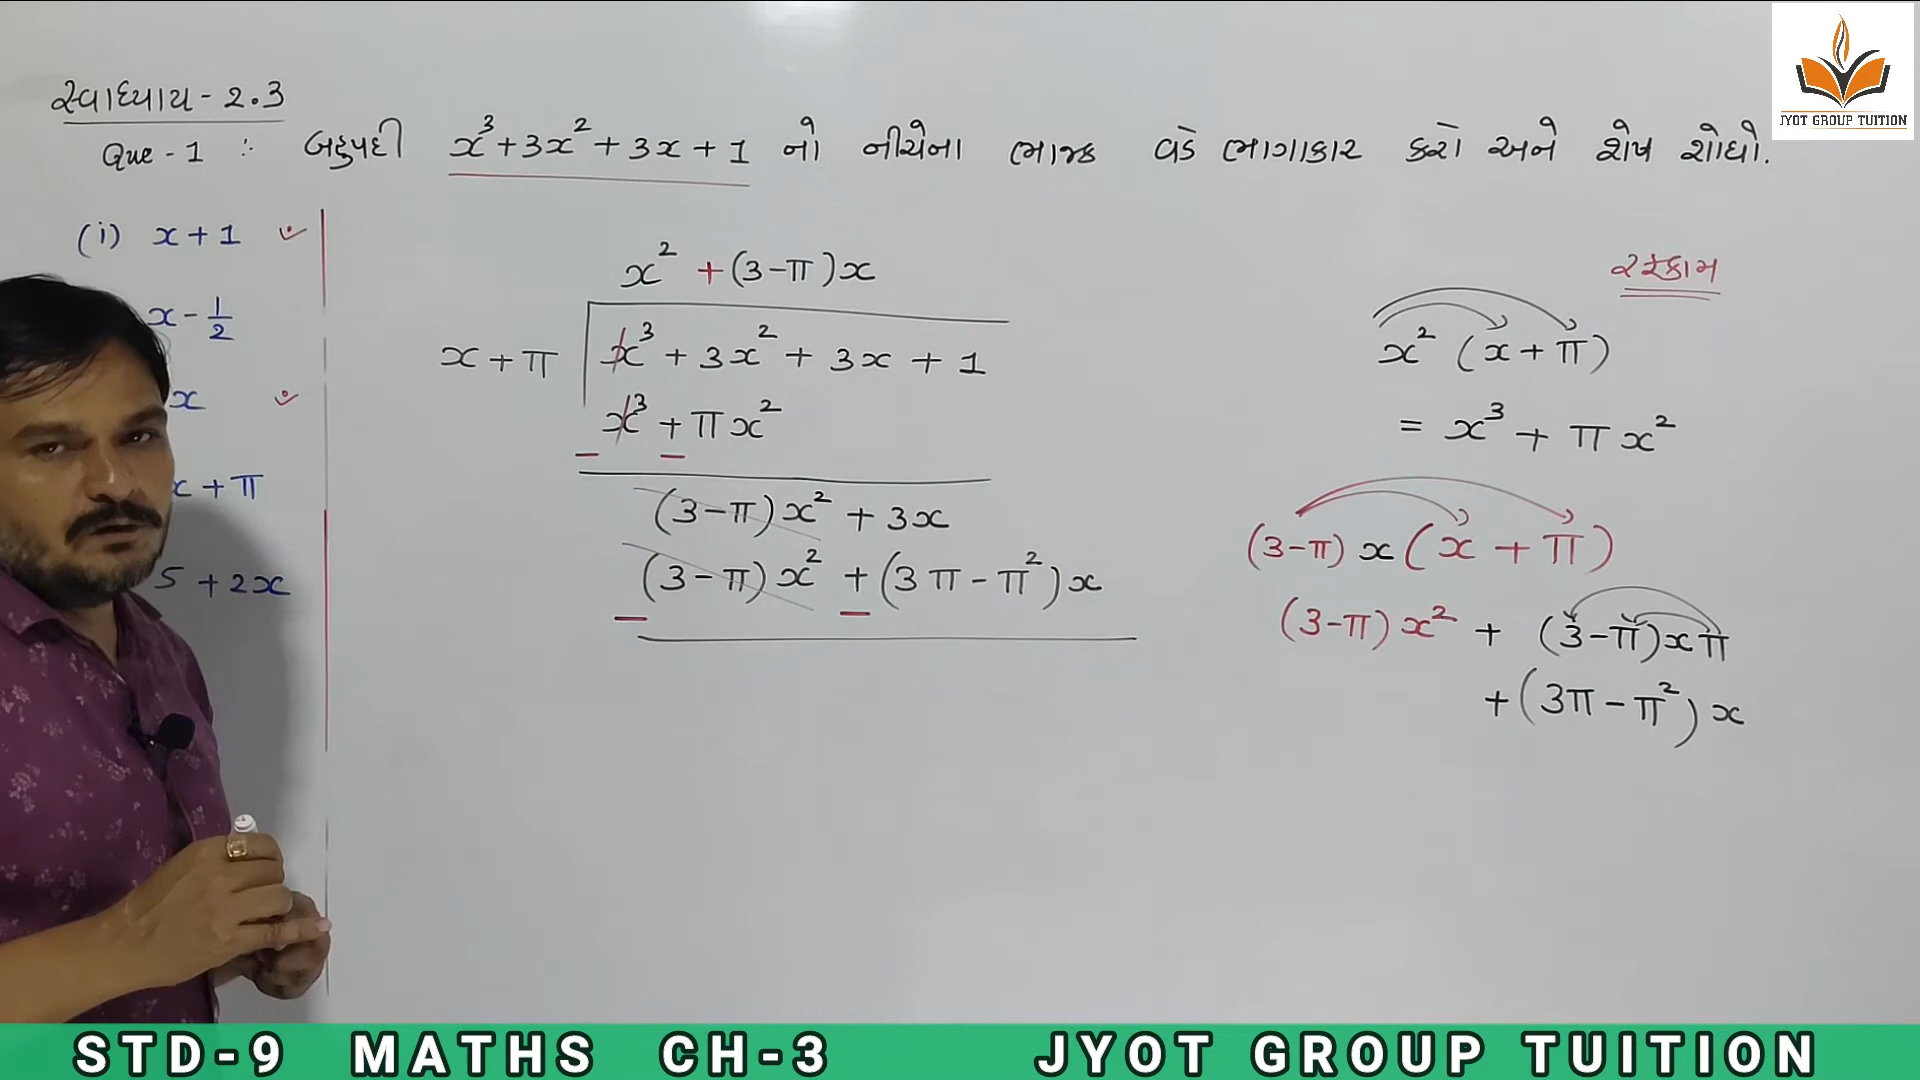 સ્વાધ્યાય - 2.3
Que - 1 : બહુપદી x³ + 3x² + 3x + 1 નો નીચેના ભાજક વડે ભાગાકાર કરો અને શેષ શોધો.
(i) x + 1
x - 1/2
x
x + π
5 + 2x
x² + (3 - π)x
x + π
x³ + 3x² + 3x + 1
x³ + πx²
(3 - π)x² + 3x
(3 - π)x² + (3π - π²)x
રફકામ
x² (x + π)
= x³ + πx²
(3 - π) x (x + π)
(3 - π) x² + (3 - π)xπ
+ (3π - π²) x
JYOT GROUP TUITION
STD-9 MATHS CH-3 JYOT GROUP TUITION